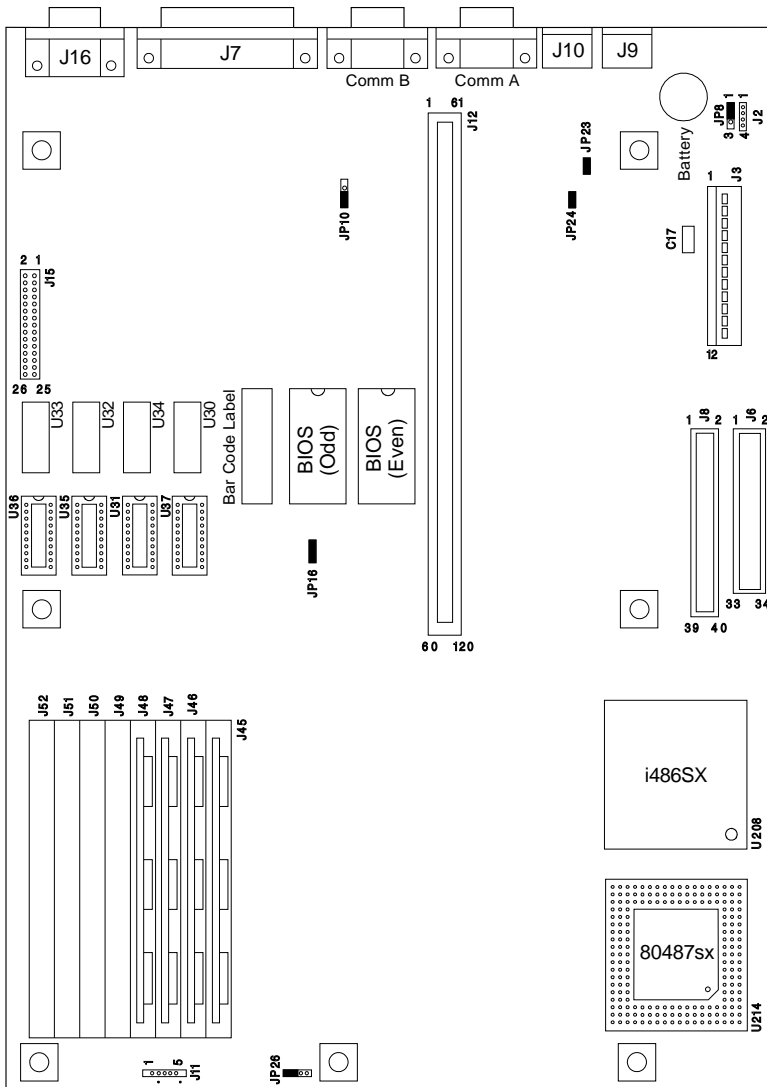 J16
J7
J10
J9
Comm B
Comm A
1 61
J12
JP23
JP24
Battery
JP8
3 1
4 1
J2
1
J3
C17
12
JP10
2 1
J15
26 25
U33
U32
U34
U30
Bar Code Label
BIOS
(Odd)
BIOS
(Even)
J8
1 2
J6
1 2
U36
U35
U31
U37
JP16
33 34
39 40
60 120
J52
J51
J50
J49
J48
J47
J46
J45
i486SX
U208
80487sx
U214
1 5
J11
JP26